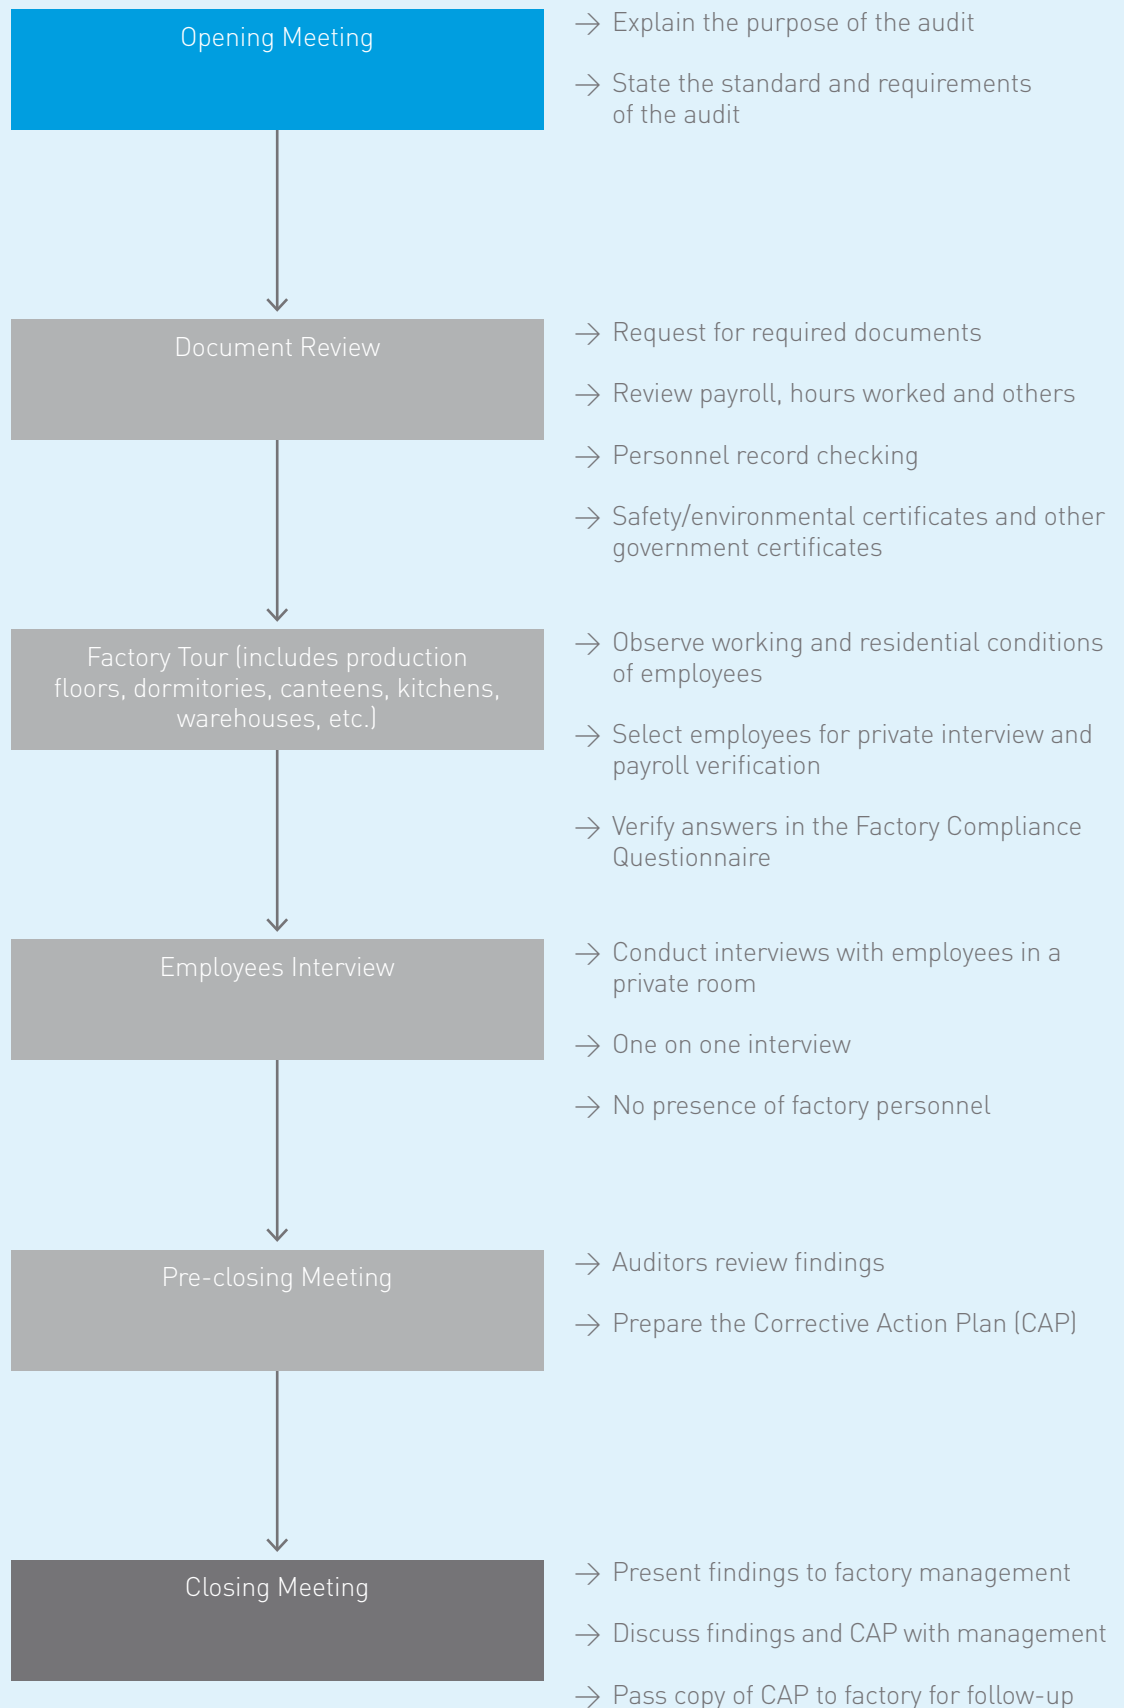 Opening Meeting
→ Explain the purpose of the audit
→ State the standard and requirements
of the audit
Document Review
→ Request for required documents
→ Review payroll, hours worked and others
→ Personnel record checking
→ Safety/environmental certificates and other
government certificates
Factory Tour (includes production
floors, dormitories, canteens, kitchens,
warehouses, etc.)
→ Observe working and residential conditions
of employees
→ Select employees for private interview and
payroll verification
→ Verify answers in the Factory Compliance
Questionnaire
Employees Interview
→ Conduct interviews with employees in a
private room
→ One on one interview
→ No presence of factory personnel
Pre-closing Meeting
→ Auditors review findings
→ Prepare the Corrective Action Plan (CAP)
Closing Meeting
→ Present findings to factory management
→ Discuss findings and CAP with management
→ Pass copy of CAP to factory for follow-up